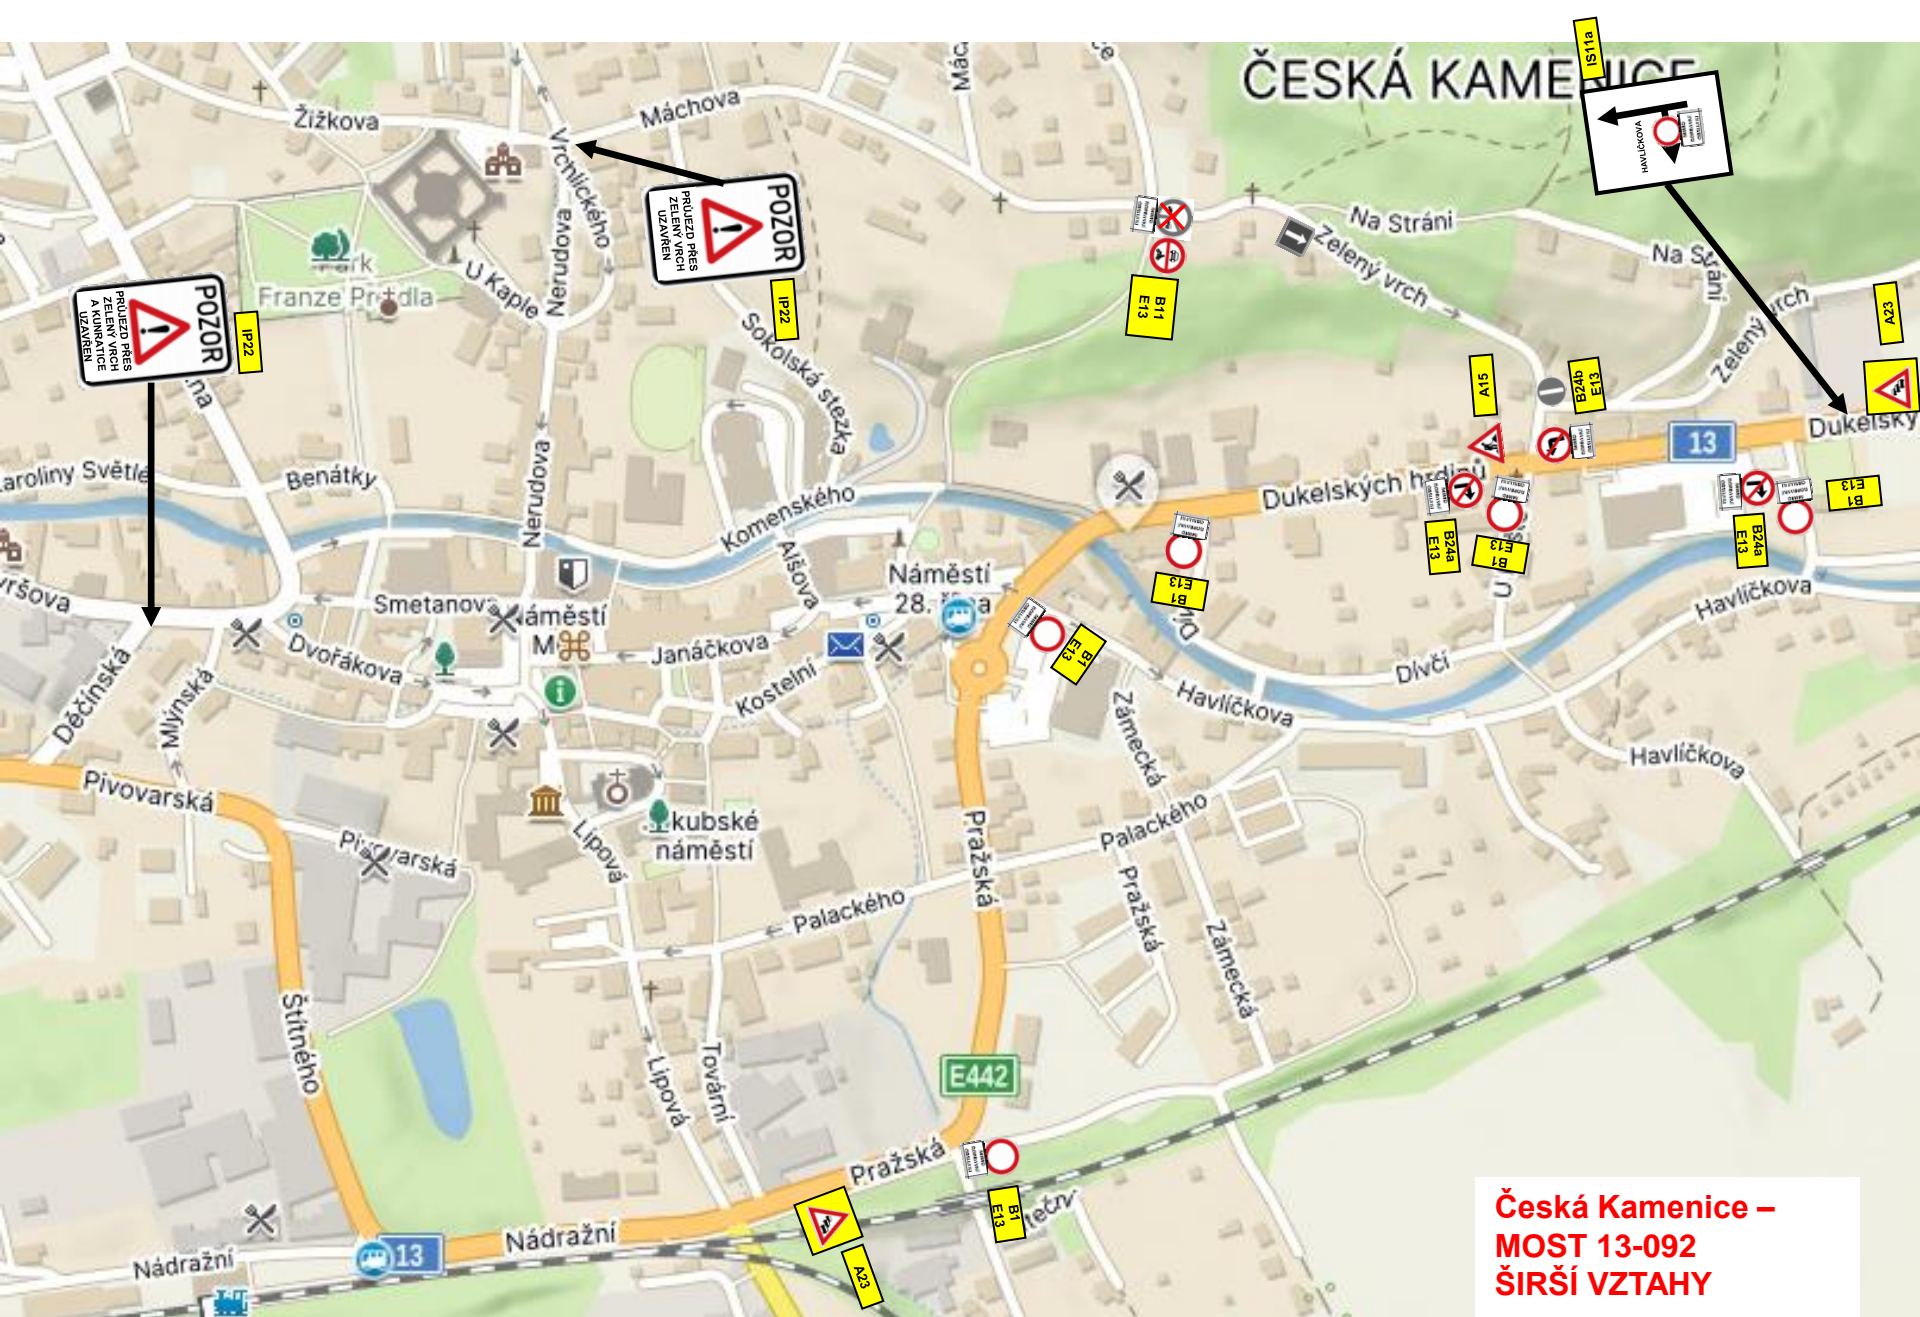 ČESKÁ KAMENICE
IS11a
HAVLÍČKOVA
Žižkova
Máchova
Vrchlického
Nerudova
U Kaple
Franze Pr
dla
POZOR
PRŮJEZD PŘES
ZELENÝ VRCH
UZAVŘEN
IP22
POZOR
PRŮJEZD PŘES
ZELENÝ VRCH
A KUNRATICE
UZAVŘEN
IP22
Na Stráni
Na Stráni
Zelený vrch
Zelený vrch
B11
E13
A23
A15
B24b
E13
Sokolská stezka
13
Dukelský
Dukelských hrdinů
aroliny Světlé
Benátky
Nerudova
Komenského
Alšova
B24a
E13
B1
E13
B24a
E13
B1
E13
B1
E13
B1
E13
vršova
Smetanova
áměstí
M
Náměstí
28. října
Dvořákova
Janáčkova
Kostelní
Děčínská
Mlýnská
Dívčí
Havlíčkova
Havlíčkova
Havlíčkova
Zámecká
Zámecká
Pivovarská
Pivovarská
Lipová
kubské
náměstí
Pražská
Palackého
Palackého
Pražská
Štítného
Lipová
Tovární
E442
Pražská
B1
E13
A23
Nádražní
Nádražní
13
Česká Kamenice –
MOST 13-092
ŠIRŠÍ VZTAHY